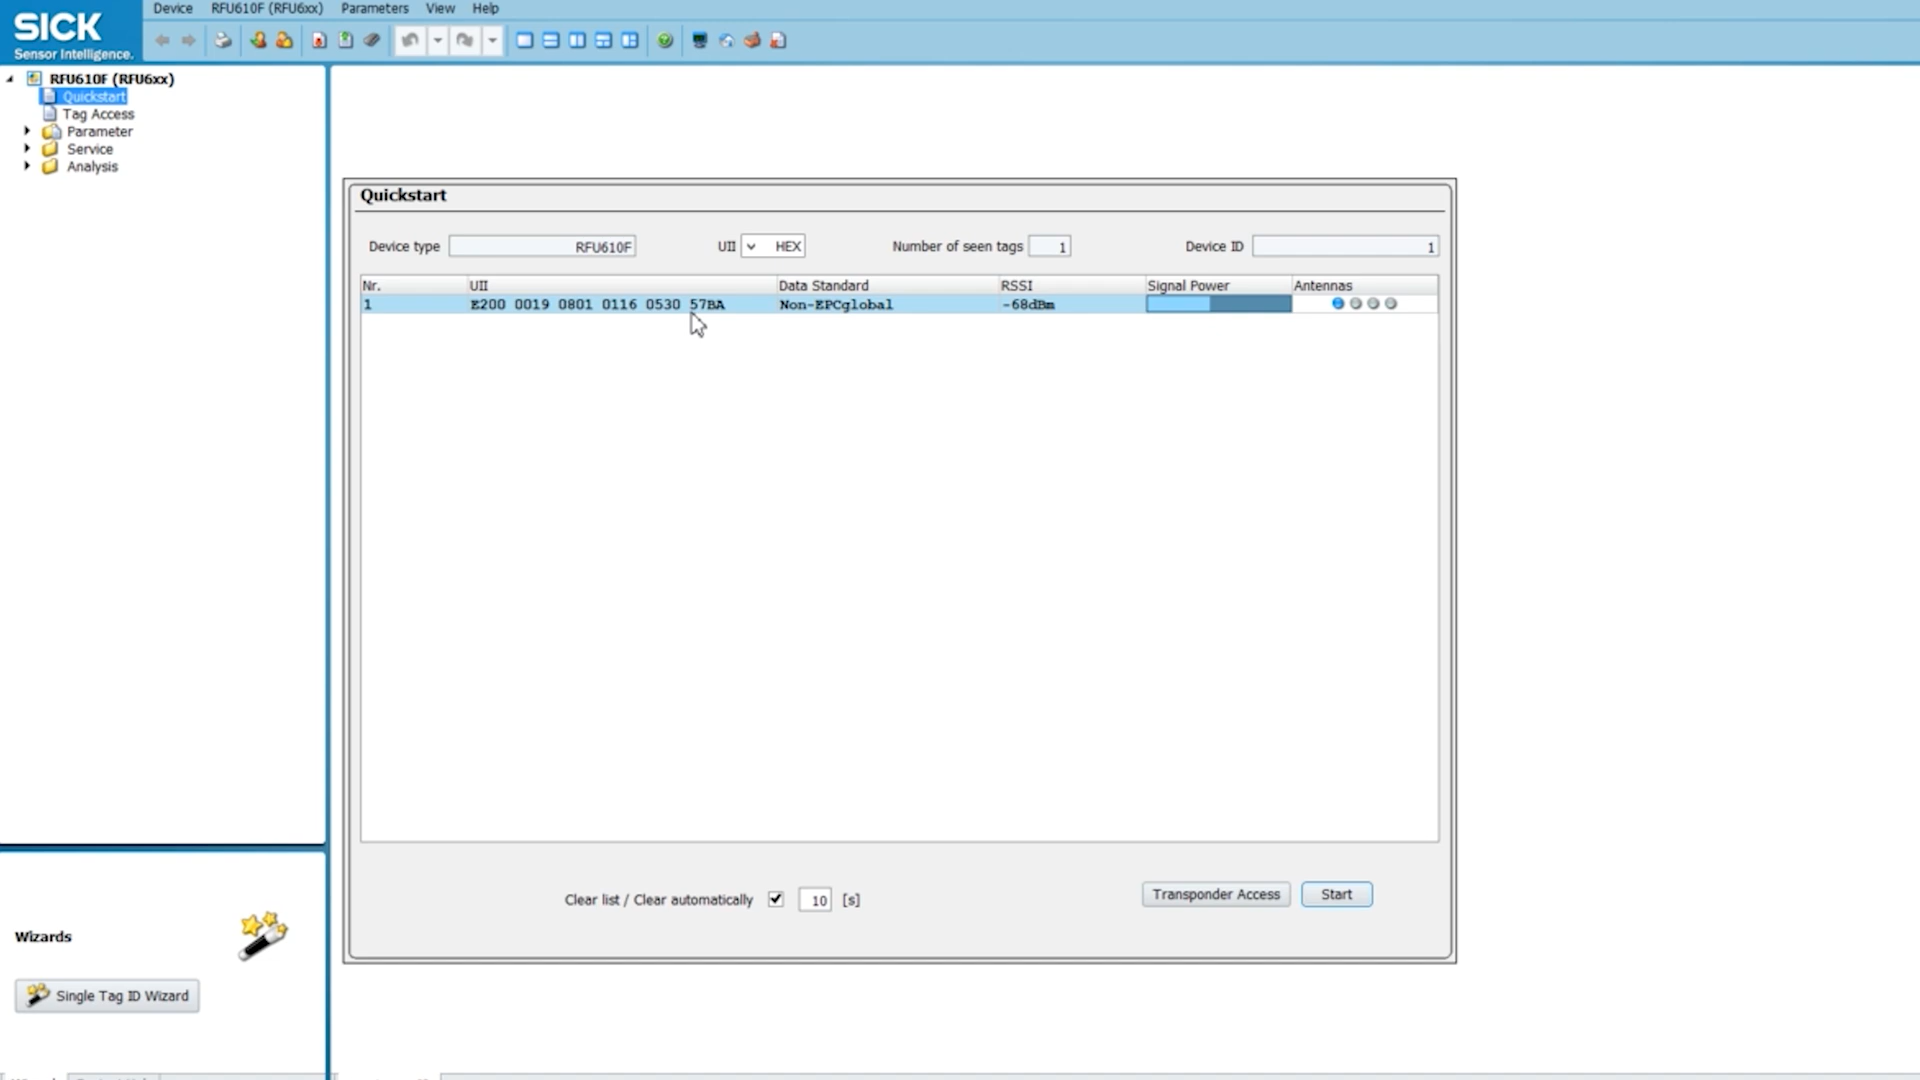 SICK
Sensor Intelligence.
Device RFU610F (RFU6xx) Parameters View Help
RFU610F (RFU6xx)
Quickstart
Tag Access
Parameter
Service
Analysis
Quickstart
Device type RFU610F UII HEX Number of seen tags 1 Device ID 1
Nr. UII Data Standard RSSI Signal Power Antennas
1 E200 0019 0801 0116 0530 57BA Non-EPCglobal -68dBm
Clear list / Clear automatically 10 [s] Transponder Access Start
Wizards
Single Tag ID Wizard